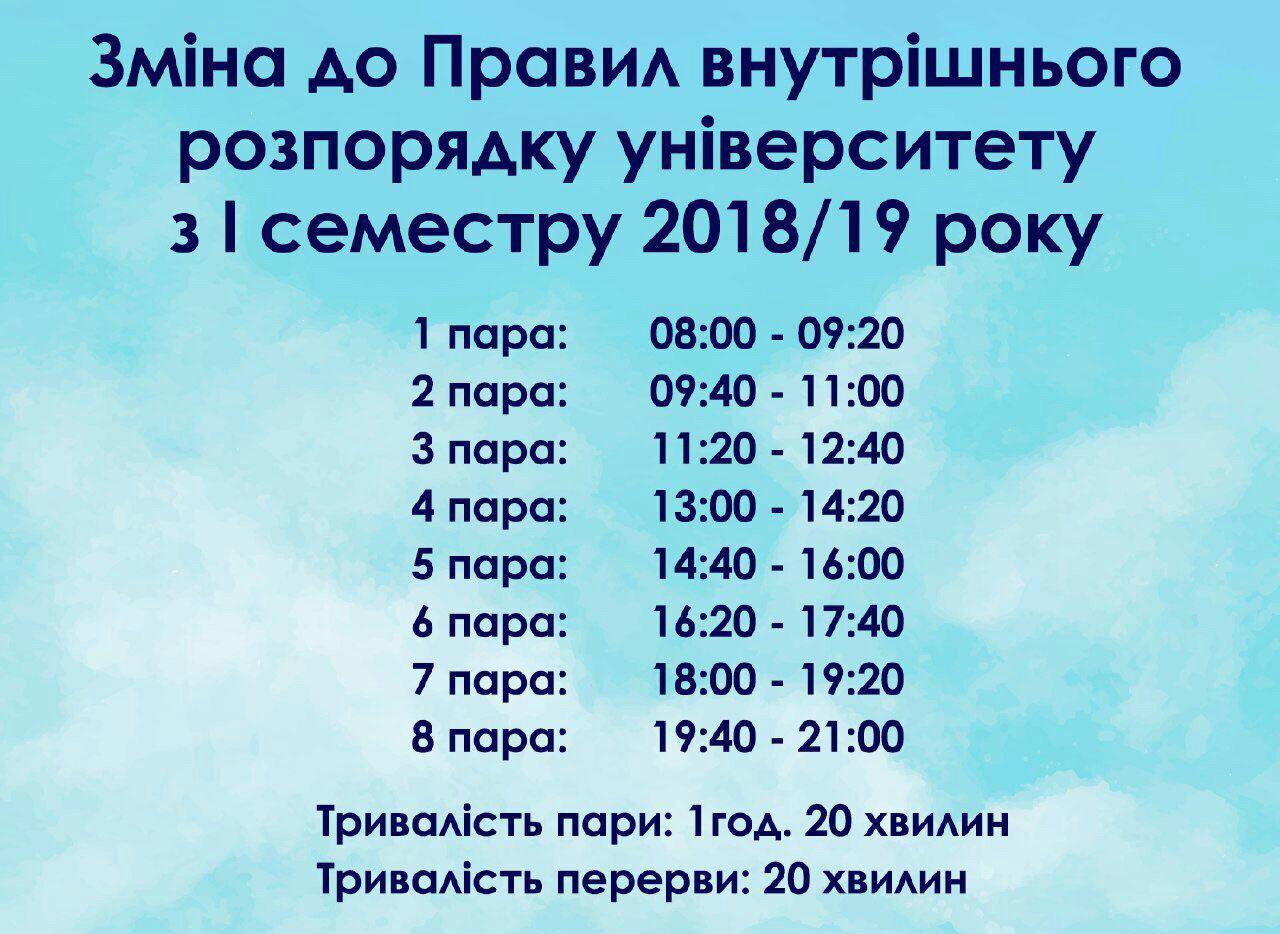 Зміна до Правил внутрішнього
розпорядку університету
з І семестру 2018/19 року
1 пара: 08:00 - 09:20
2 пара: 09:40 - 11:00
3 пара: 11:20 - 12:40
4 пара: 13:00 - 14:20
5 пара: 14:40 - 16:00
6 пара: 16:20 - 17:40
7 пара: 18:00 - 19:20
8 пара: 19:40 - 21:00
Тривалість пари: 1год. 20 хвилин
Тривалість перерви: 20 хвилин